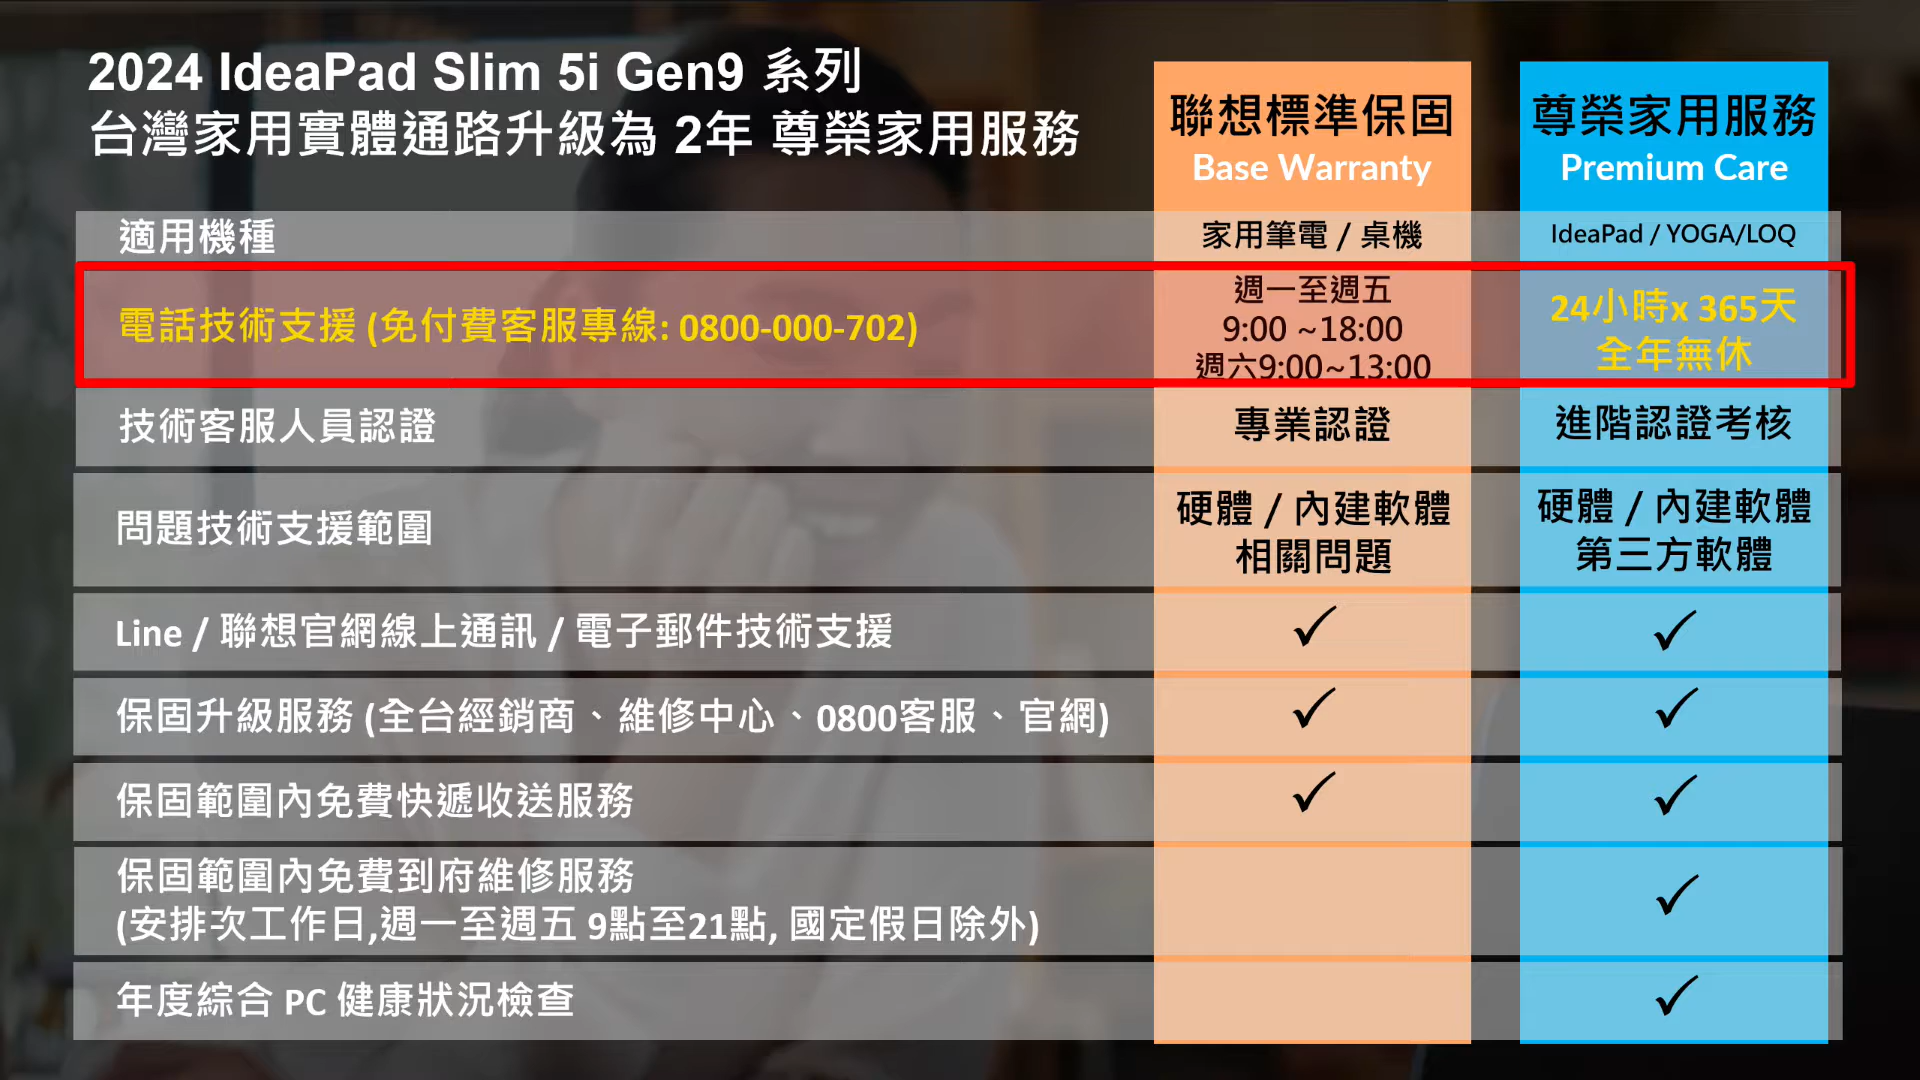 2024 IdeaPad Slim 5i Gen9 系列
台灣家用實體通路升級為 2年 尊榮家用服務
聯想標準保固
Base Warranty
尊榮家用服務
Premium Care
適用機種
家用筆電 / 桌機
IdeaPad / YOGA/LOQ
電話技術支援 (免付費客服專線: 0800-000-702)
週一至週五
9:00 ~18:00
週六9:00~13:00
24小時x 365天
全年無休
技術客服人員認證
專業認證
進階認證考核
問題技術支援範圍
硬體 / 內建軟體
相關問題
硬體 / 內建軟體
第三方軟體
Line / 聯想官網線上通訊 / 電子郵件技術支援
✓
✓
保固升級服務 (全台經銷商、維修中心、0800客服、官網)
✓
✓
保固範圍內免費快遞收送服務
✓
✓
保固範圍內免費到府維修服務
(安排次工作日,週一至週五 9點至21點, 國定假日除外)
✓
年度綜合 PC 健康狀況檢查
✓